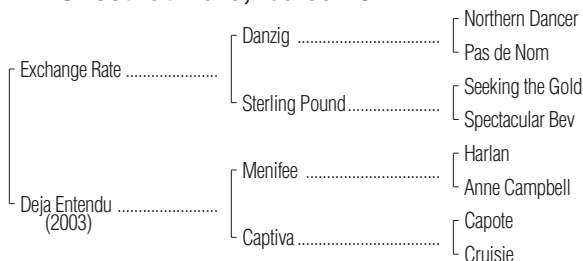 Northern Dancer
Danzig
Pas de Nom
Exchange Rate
Seeking the Gold
Sterling Pound
Spectacular Bev
Harlan
Menifee
Anne Campbell
Deja Entendu
(2003)
Capote
Captiva
Cruisie